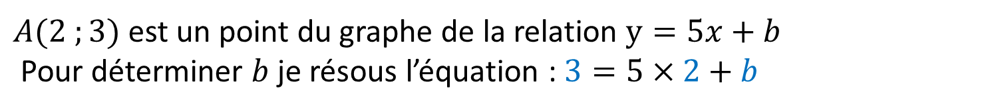 A(2 ; 3) est un point du graphe de la relation y = 5x + b
Pour déterminer b je résous l’équation : 3 = 5 × 2 + b